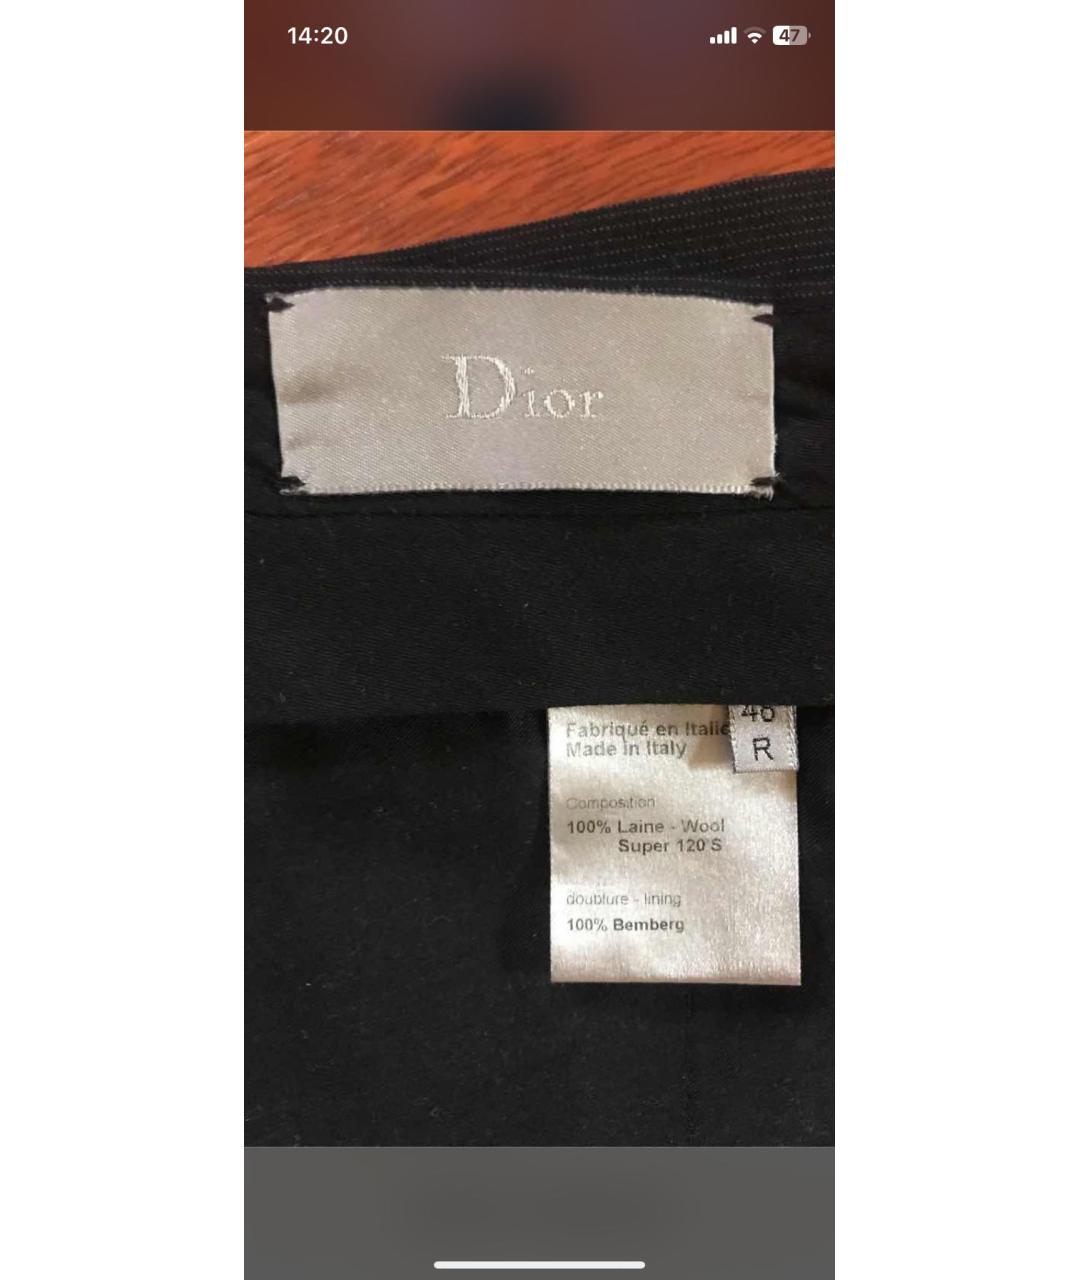 14:20
47
Dior
Fabriqué en Italie
Made in Italy
R
Composition
100% Laine - Wool
Super 120'S
doublure - lining
100% Bemberg